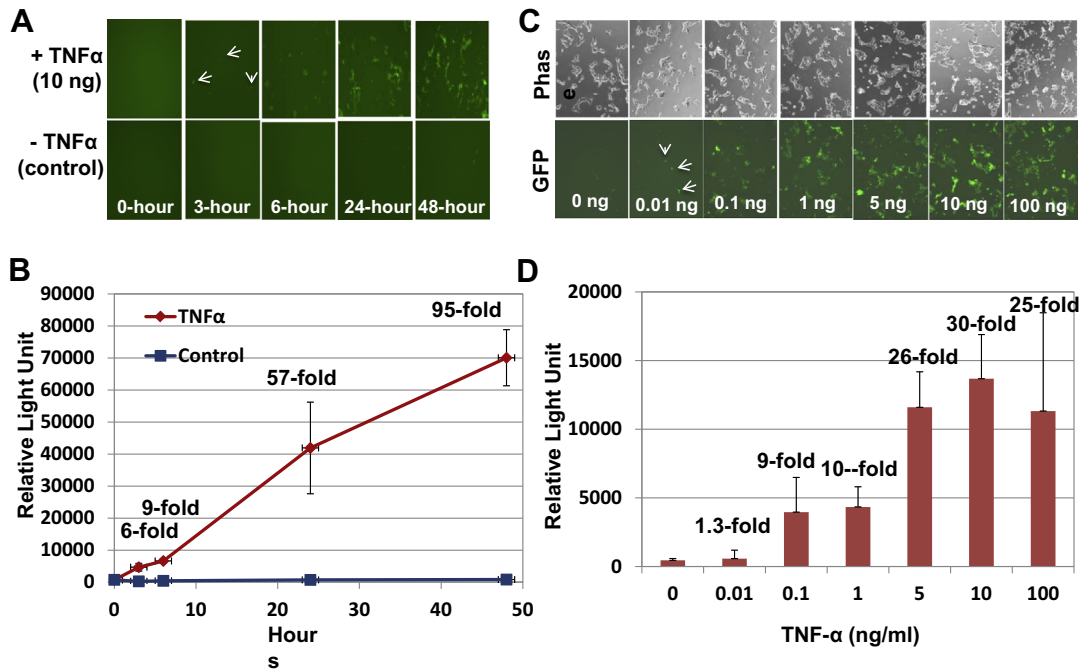 A
+ TNFα
(10 ng)
- TNFα
(control)
0-hour 3-hour 6-hour 24-hour 48-hour
C
Phas
e
GFP
0 ng 0.01 ng 0.1 ng 1 ng 5 ng 10 ng 100 ng
B
Relative Light Unit
90000
80000
70000
60000
50000
40000
30000
20000
10000
0
TNFα
Control
6-fold
9-fold
57-fold
95-fold
0 10 20 30 40 50
Hour
s
D
Relative Light Unit
20000
15000
10000
5000
0
1.3-fold
9-fold
10--fold
26-fold
30-fold
25-fold
0 0.01 0.1 1 5 10 100
TNF-α (ng/ml)